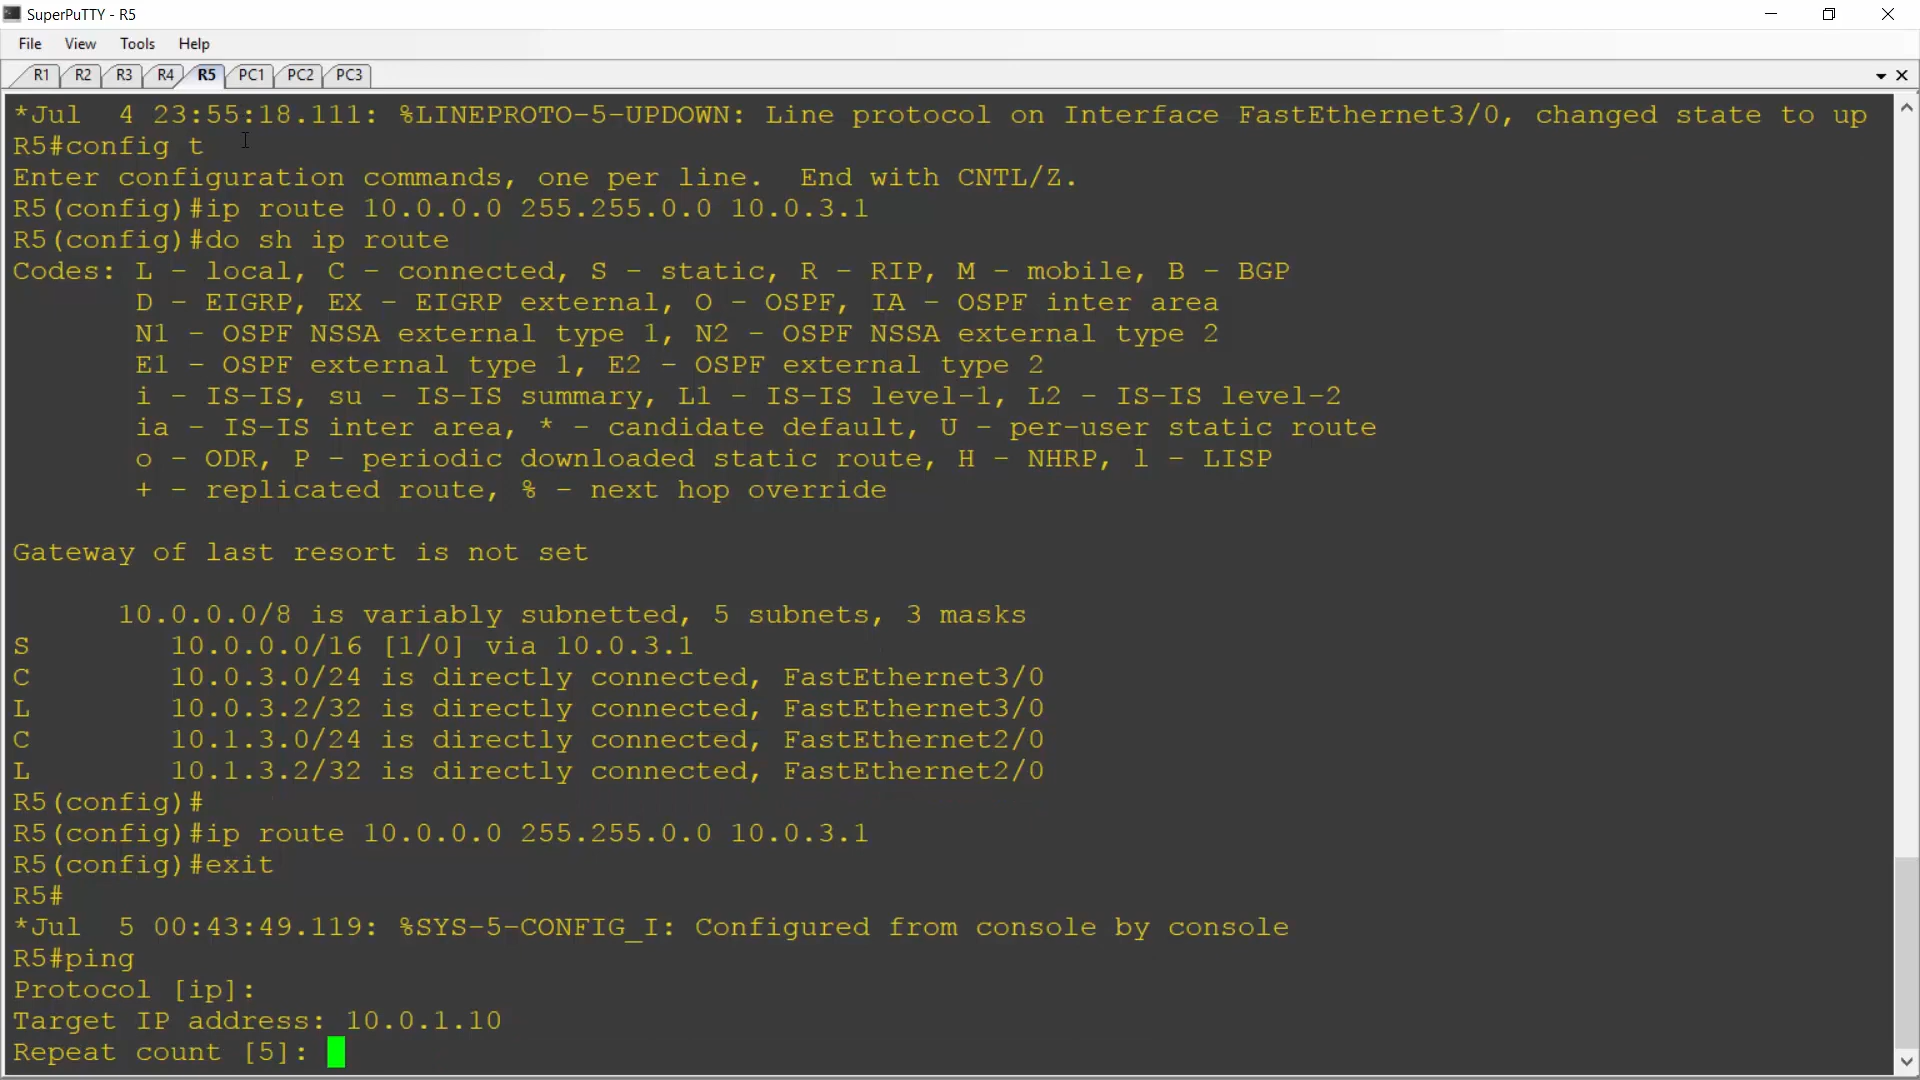 SuperPuTTY - R5
File View Tools Help
R1 R2 R3 R4 R5 PC1 PC2 PC3
*Jul  4 23:55:18.111: %LINEPROTO-5-UPDOWN: Line protocol on Interface FastEthernet3/0, changed state to up
R5#config t
Enter configuration commands, one per line.  End with CNTL/Z.
R5(config)#ip route 10.0.0.0 255.255.0.0 10.0.3.1
R5(config)#do sh ip route
Codes: L - local, C - connected, S - static, R - RIP, M - mobile, B - BGP
       D - EIGRP, EX - EIGRP external, O - OSPF, IA - OSPF inter area
       N1 - OSPF NSSA external type 1, N2 - OSPF NSSA external type 2
       E1 - OSPF external type 1, E2 - OSPF external type 2
       i - IS-IS, su - IS-IS summary, L1 - IS-IS level-1, L2 - IS-IS level-2
       ia - IS-IS inter area, * - candidate default, U - per-user static route
       o - ODR, P - periodic downloaded static route, H - NHRP, l - LISP
       + - replicated route, % - next hop override
Gateway of last resort is not set
      10.0.0.0/8 is variably subnetted, 5 subnets, 3 masks
S        10.0.0.0/16 [1/0] via 10.0.3.1
C        10.0.3.0/24 is directly connected, FastEthernet3/0
L        10.0.3.2/32 is directly connected, FastEthernet3/0
C        10.1.3.0/24 is directly connected, FastEthernet2/0
L        10.1.3.2/32 is directly connected, FastEthernet2/0
R5(config)#
R5(config)#ip route 10.0.0.0 255.255.0.0 10.0.3.1
R5(config)#exit
R5#
*Jul  5 00:43:49.119: %SYS-5-CONFIG_I: Configured from console by console
R5#ping
Protocol [ip]:
Target IP address: 10.0.1.10
Repeat count [5]: